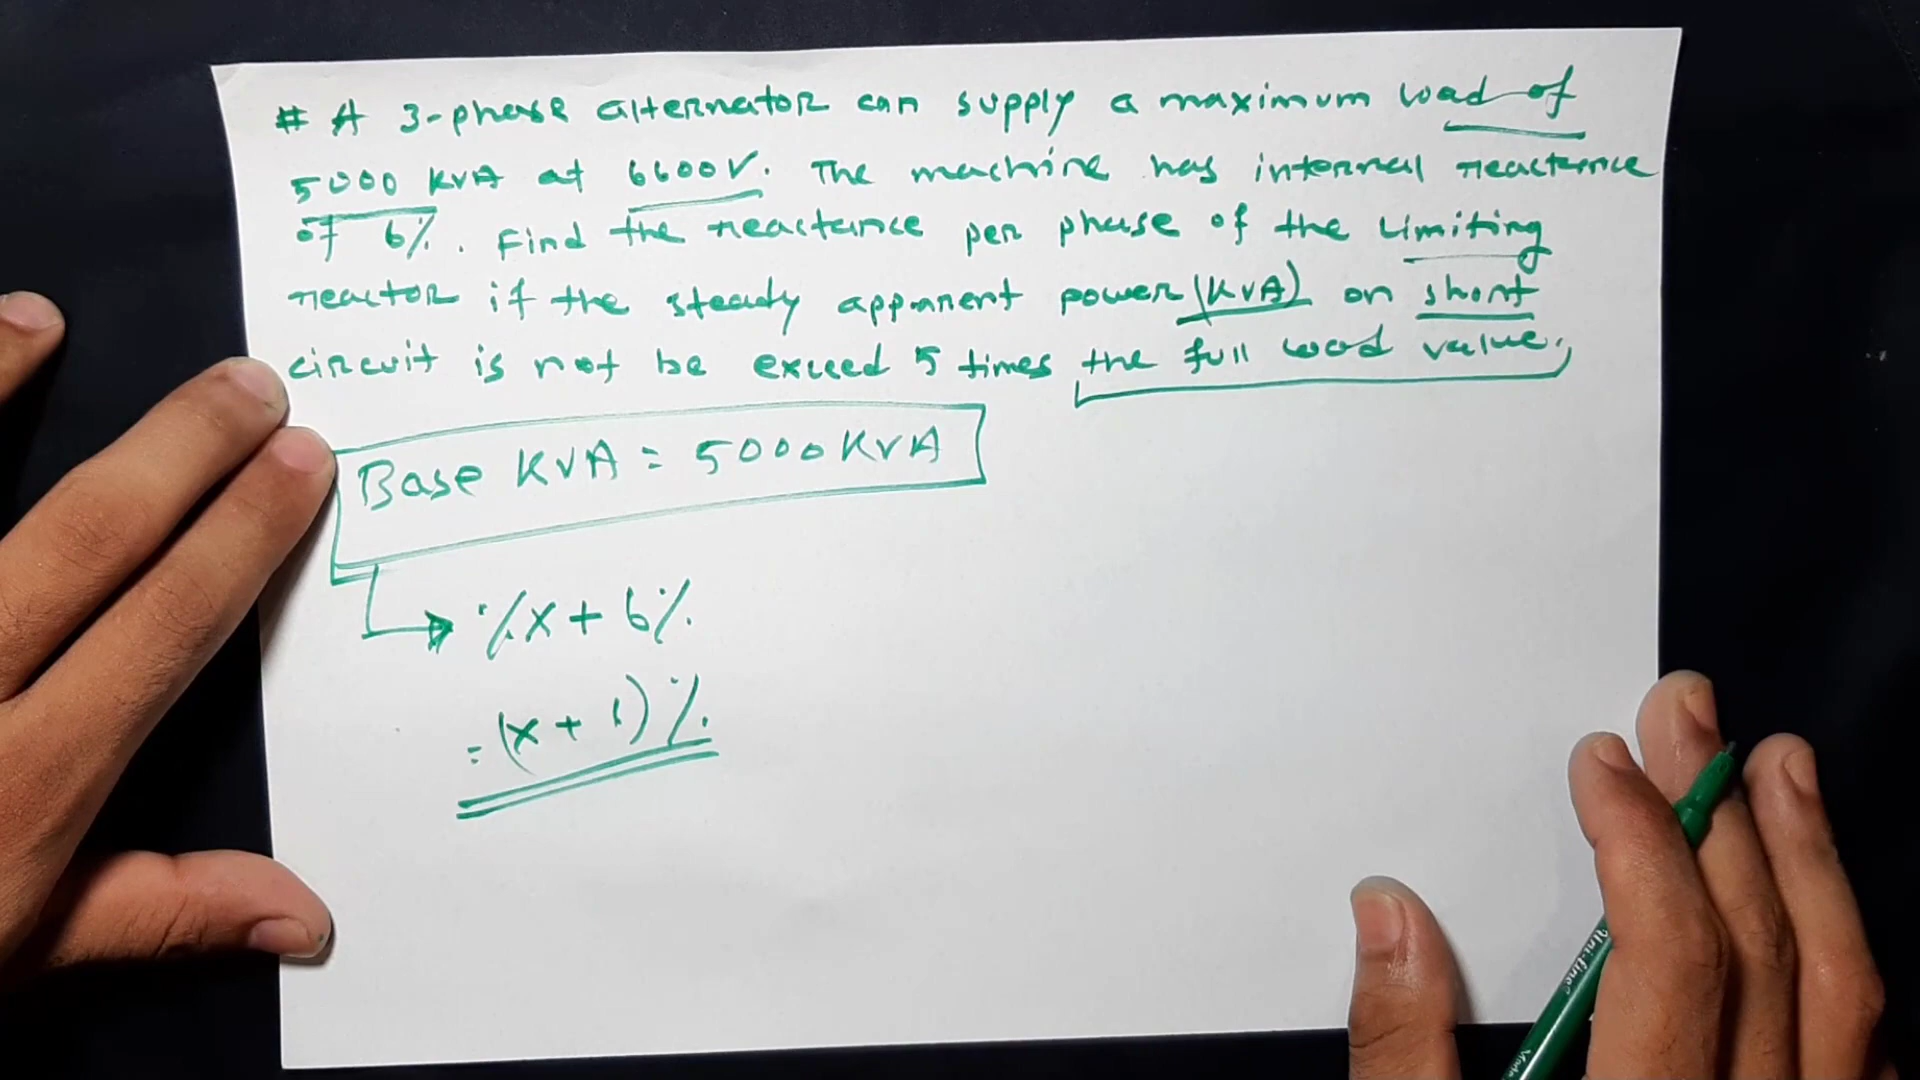 # A 3-phase alternator can supply a maximum load of
5000 KVA at 6600V. The machine has internal reactance
of 6%. Find the reactance per phase of the limiting
reactor if the steady apparent power (KVA) on short
circuit is not be exceed 5 times the full load value.
Base KVA = 5000 KVA
%x + 6%
= (x + 6)%
Uni-fine